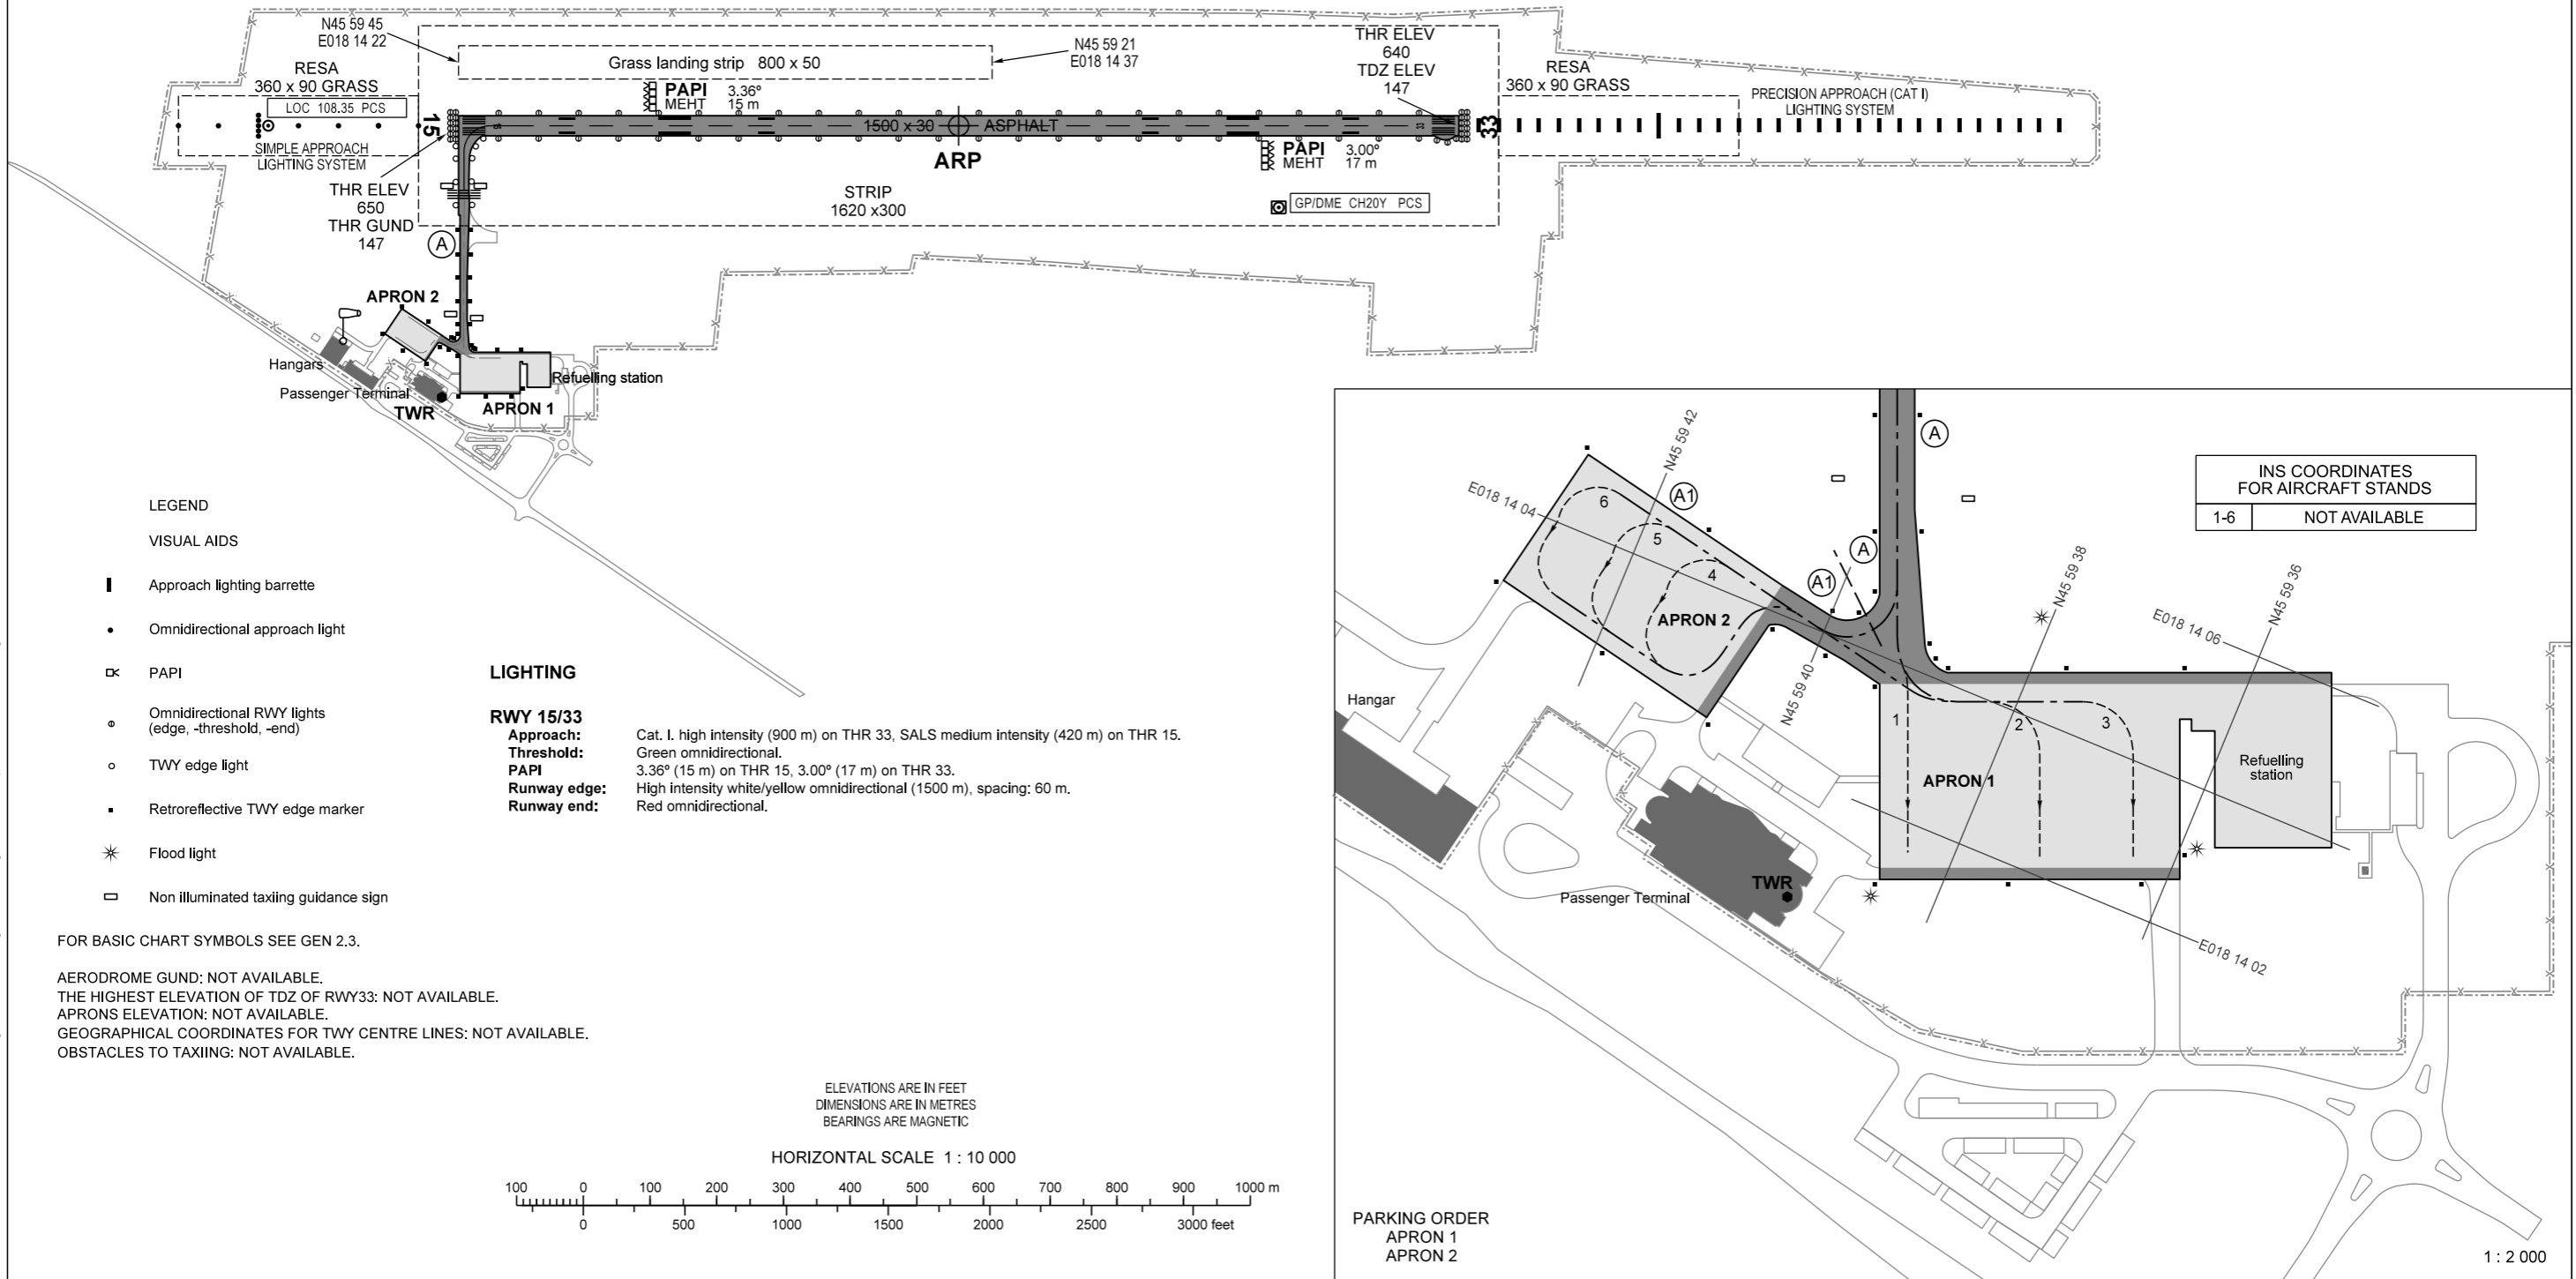 N45 59 45
E018 14 22
RESA
360 x 90 GRASS
LOC 108.35 PCS
Grass landing strip 800 x 50
N45 59 21
E018 14 37
THR ELEV
640
TDZ ELEV
147
RESA
360 x 90 GRASS
PRECISION APPROACH (CAT I)
LIGHTING SYSTEM
PAPI 3.36º
MEHT 15 m
15
1500 x 30 ASPHALT
33
33
ARP
PAPI 3.00º
MEHT 17 m
SIMPLE APPROACH
LIGHTING SYSTEM
THR ELEV
650
THR GUND
147
STRIP
1620 x300
GP/DME CH20Y PCS
A
APRON 2
Hangars
Passenger Terminal
Refuelling station
TWR
APRON 1
LEGEND
VISUAL AIDS
Approach lighting barrette
Omnidirectional approach light
PAPI
Omnidirectional RWY lights
(edge, -threshold, -end)
TWY edge light
Retroreflective TWY edge marker
Flood light
Non illuminated taxiing guidance sign
LIGHTING
RWY 15/33
Approach: Cat. I. high intensity (900 m) on THR 33, SALS medium intensity (420 m) on THR 15.
Threshold: Green omnidirectional.
PAPI 3.36º (15 m) on THR 15, 3.00º (17 m) on THR 33.
Runway edge: High intensity white/yellow omnidirectional (1500 m), spacing: 60 m.
Runway end: Red omnidirectional.
FOR BASIC CHART SYMBOLS SEE GEN 2.3.
AERODROME GUND: NOT AVAILABLE.
THE HIGHEST ELEVATION OF TDZ OF RWY33: NOT AVAILABLE.
APRONS ELEVATION: NOT AVAILABLE.
GEOGRAPHICAL COORDINATES FOR TWY CENTRE LINES: NOT AVAILABLE.
OBSTACLES TO TAXIING: NOT AVAILABLE.
ELEVATIONS ARE IN FEET
DIMENSIONS ARE IN METRES
BEARINGS ARE MAGNETIC
HORIZONTAL SCALE 1 : 10 000
100 0 100 200 300 400 500 600 700 800 900 1000 m
0 500 1000 1500 2000 2500 3000 feet
N45 59 42
A
E018 14 04
6
A1
5
4
A
A1
INS COORDINATES
FOR AIRCRAFT STANDS
1-6 NOT AVAILABLE
N45 59 38
N45 59 36
APRON 2
E018 14 06
N45 59 40
Hangar
1
2
3
APRON 1
Refuelling
station
TWR
Passenger Terminal
E018 14 02
PARKING ORDER
APRON 1
APRON 2
1 : 2 000